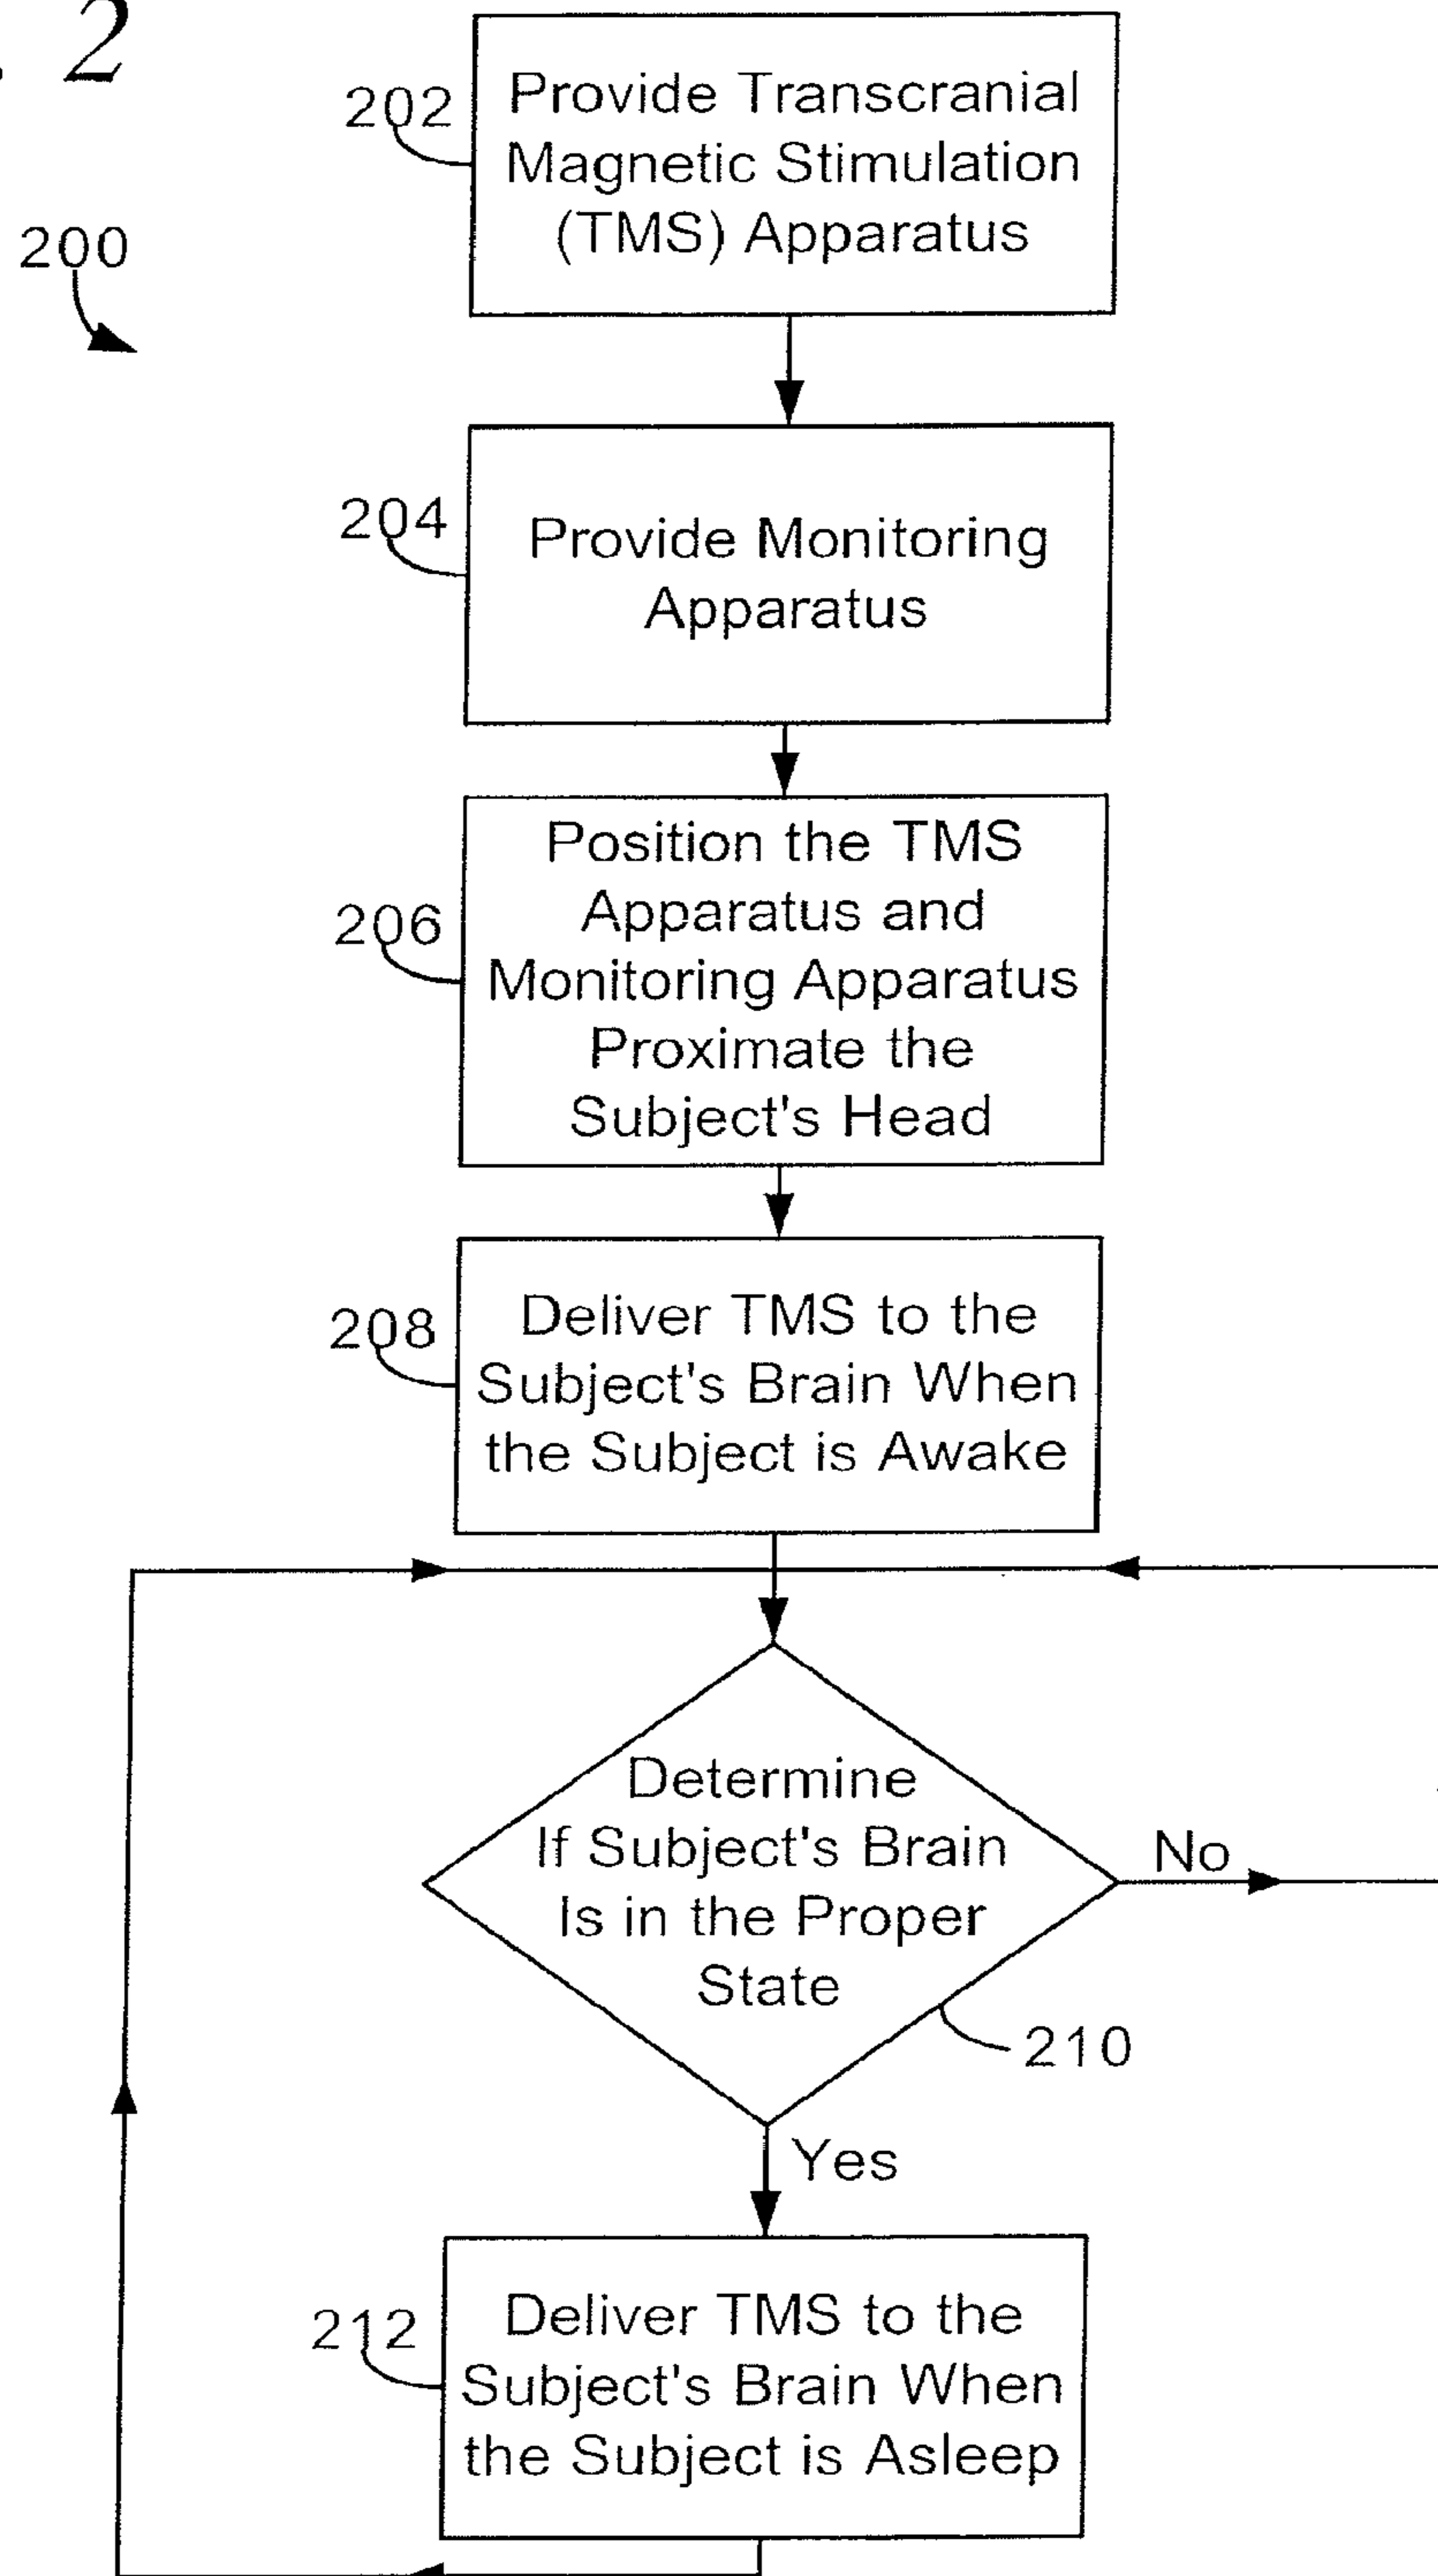 . 2
202
Provide Transcranial
Magnetic Stimulation
(TMS) Apparatus
200
204
Provide Monitoring
Apparatus
206
Position the TMS
Apparatus and
Monitoring Apparatus
Proximate the
Subject's Head
208
Deliver TMS to the
Subject's Brain When
the Subject is Awake
Determine
If Subject's Brain
Is in the Proper
State
No
210
Yes
212
Deliver TMS to the
Subject's Brain When
the Subject is Asleep